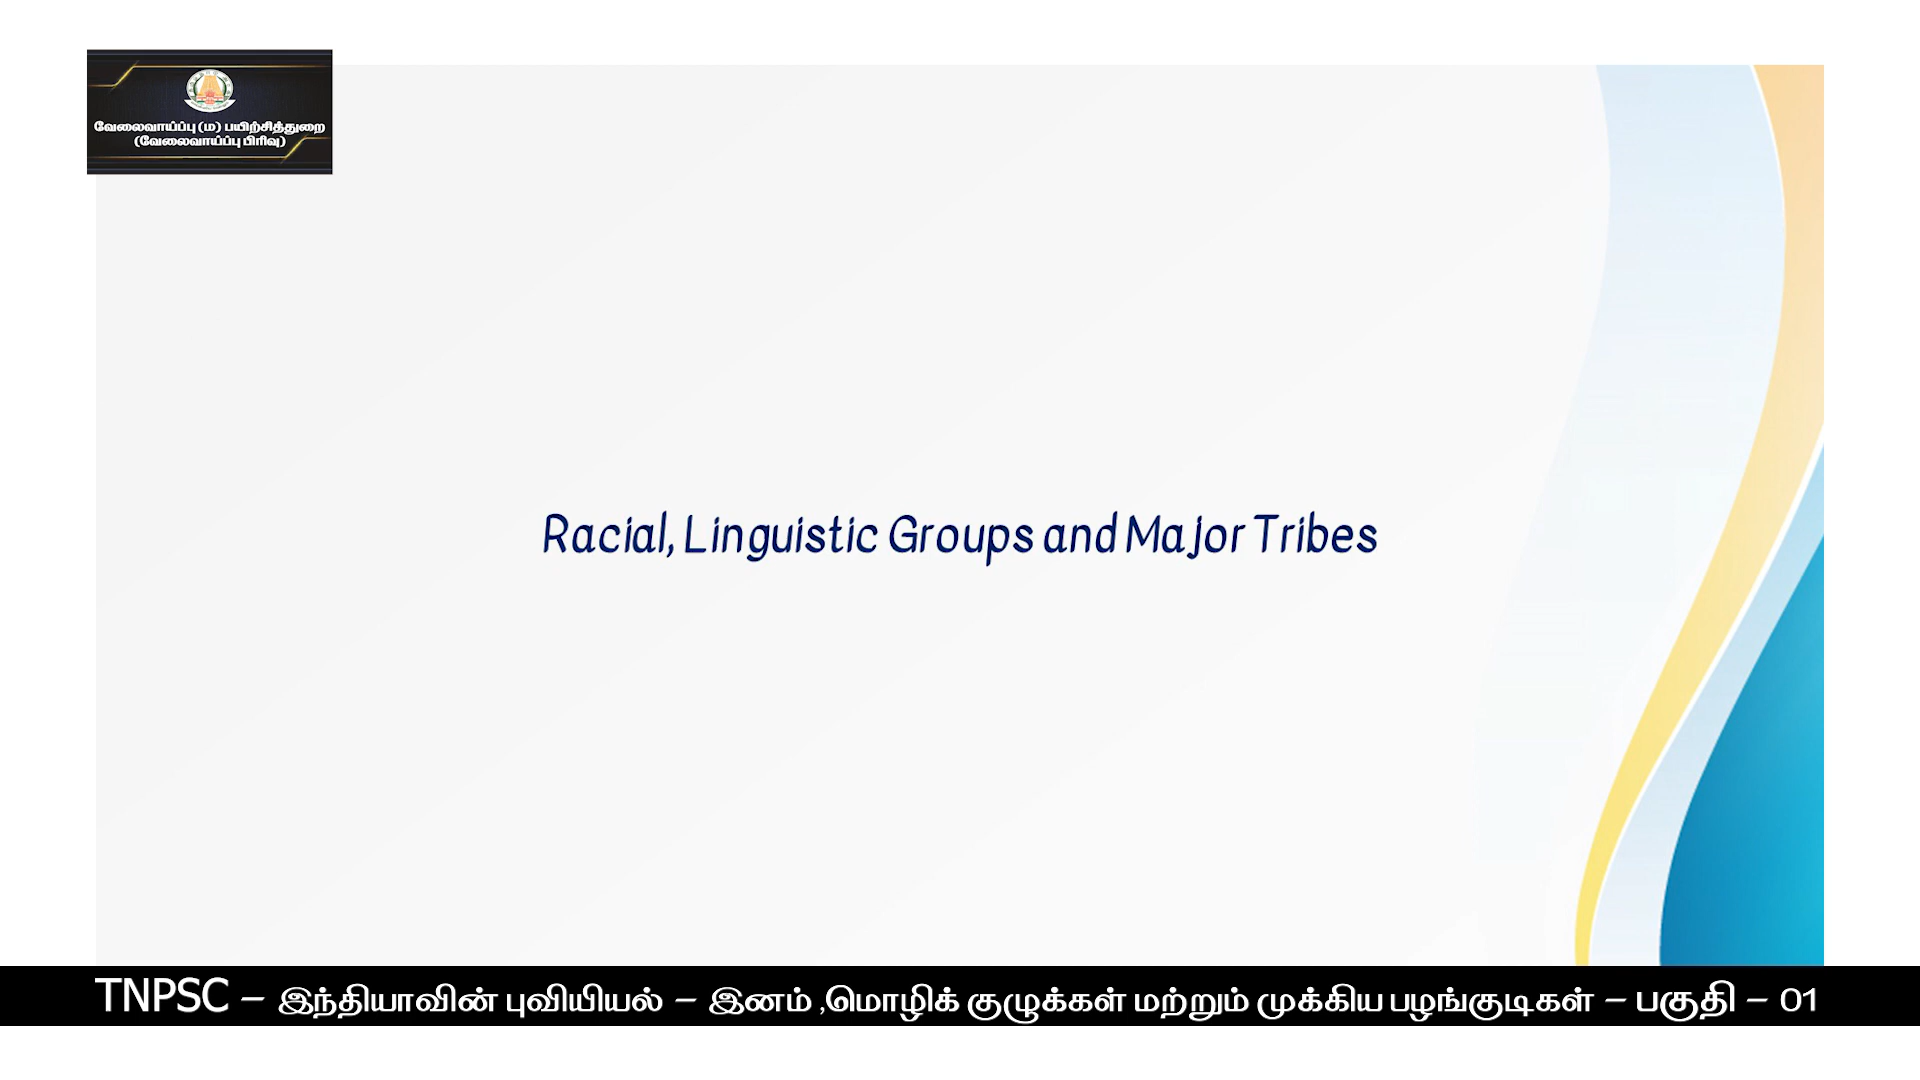 வேலைவாய்ப்பு (ம) பயிற்சித்துறை
(வேலைவாய்ப்பு பிரிவு)
Racial, Linguistic Groups and Major Tribes
TNPSC – இந்தியாவின் புவியியல் – இனம் ,மொழிக் குழுக்கள் மற்றும் முக்கிய பழங்குடிகள் – பகுதி – 01